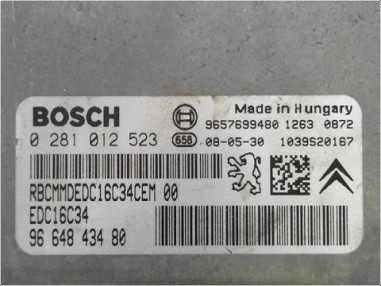 BOSCH
Made in Hungary
9657699480 1263 0872
0 281 012 523 658 08-05-30 1039S20167
RBCMMDEDC16C34CEM 00
EDC16C34
96 648 434 80